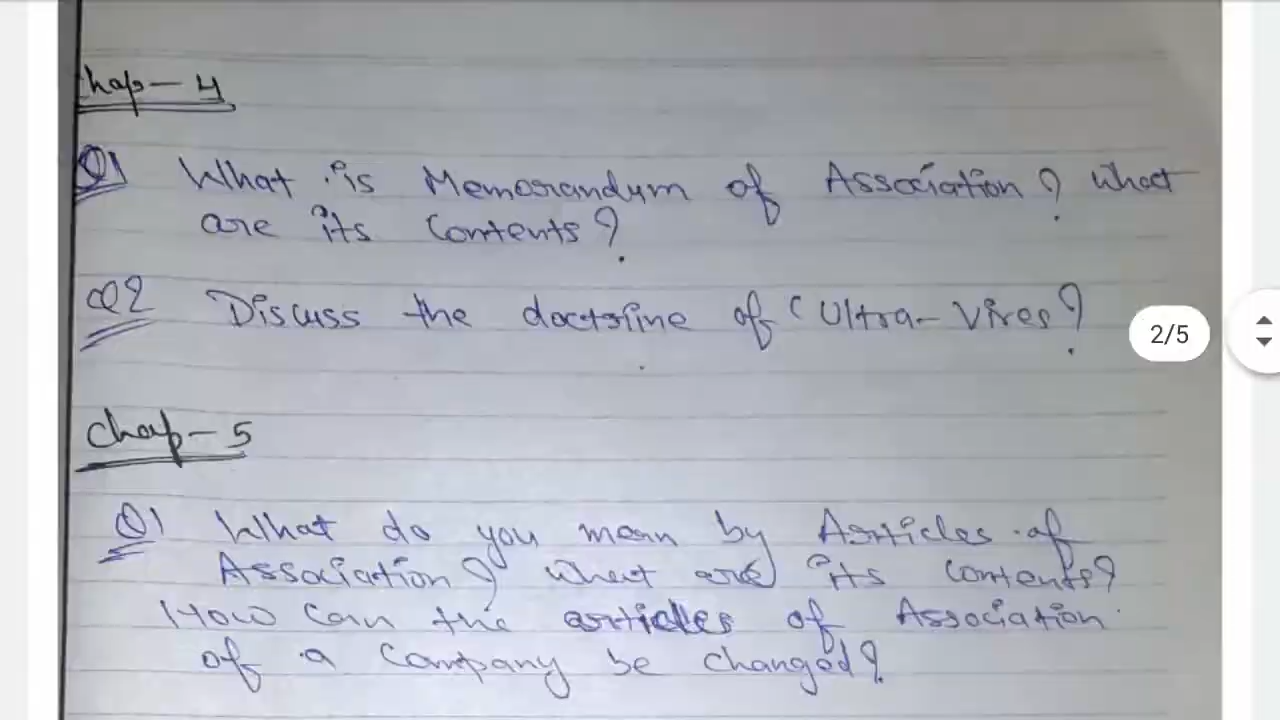 Chap-4
Q1 What is Memorandum of Association? What
are its contents?
Q2 Discuss the doctrine of 'Ultra-Vires?
2/5
Chap-5
Q1 What do you mean by Articles of
Association? What are its contents?
How can the articles of Association
of a company be changed?